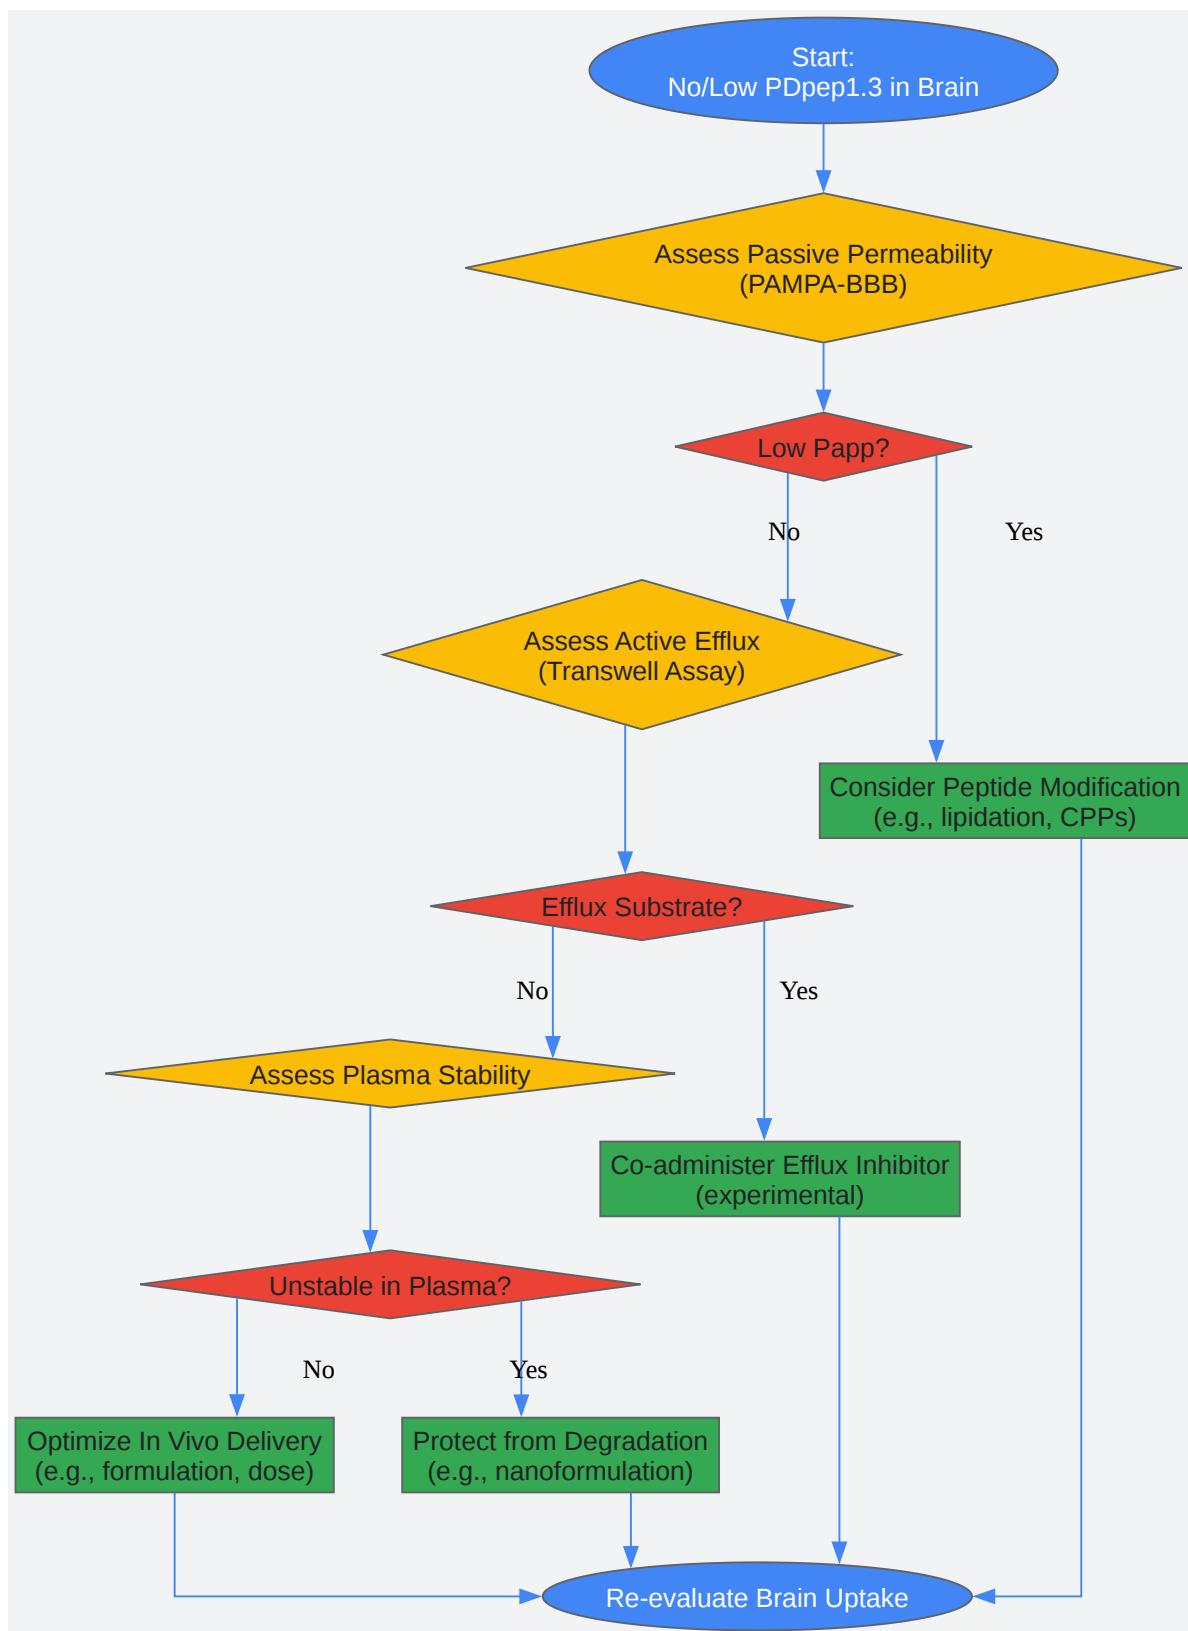 Start:
No/Low PDpep1.3 in Brain
Assess Passive Permeability
(PAMPA-BBB)
Low Papp?
No
Yes
Assess Active Efflux
(Transwell Assay)
Consider Peptide Modification
(e.g., lipidation, CPPs)
Efflux Substrate?
No
Yes
Assess Plasma Stability
Co-administer Efflux Inhibitor
(experimental)
Unstable in Plasma?
No
Yes
Optimize In Vivo Delivery
(e.g., formulation, dose)
Protect from Degradation
(e.g., nanoformulation)
Re-evaluate Brain Uptake